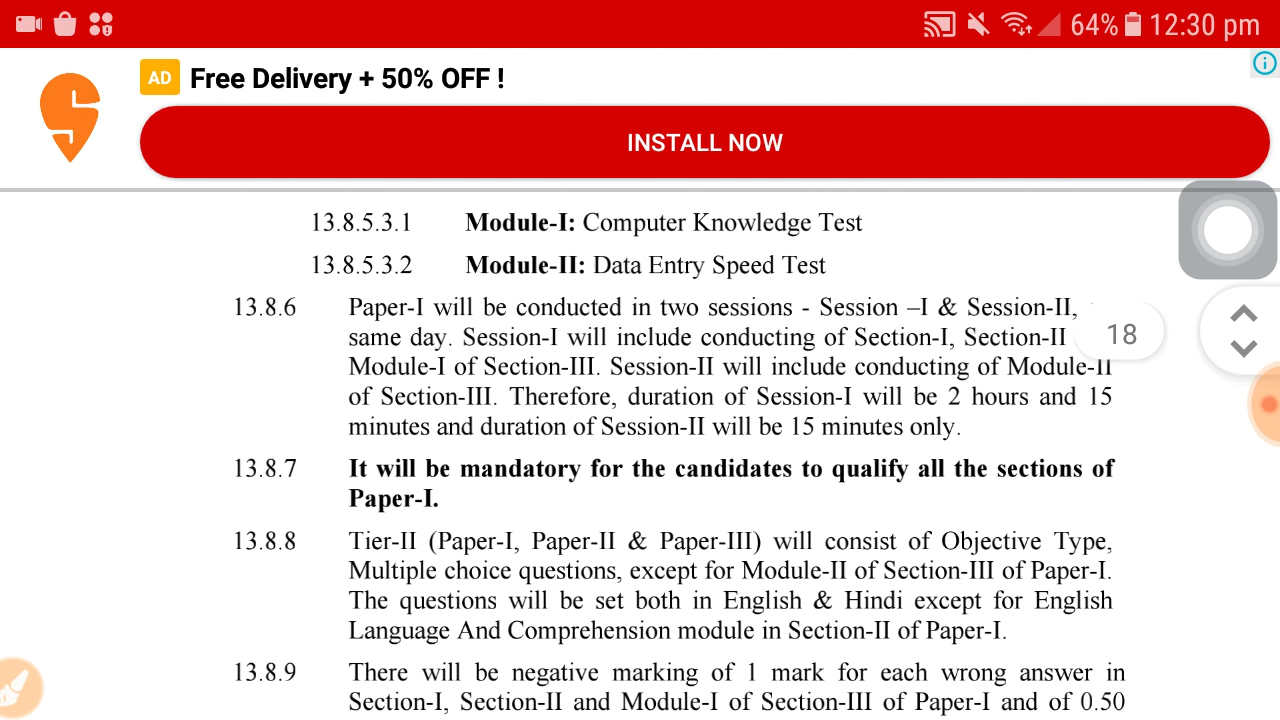 64% 12:30 pm
AD Free Delivery + 50% OFF !
INSTALL NOW
13.8.5.3.1 Module-I: Computer Knowledge Test
13.8.5.3.2 Module-II: Data Entry Speed Test
13.8.6 Paper-I will be conducted in two sessions - Session –I & Session-II,
same day. Session-I will include conducting of Section-I, Section-II
18
Module-I of Section-III. Session-II will include conducting of Module-II
of Section-III. Therefore, duration of Session-I will be 2 hours and 15
minutes and duration of Session-II will be 15 minutes only.
13.8.7 It will be mandatory for the candidates to qualify all the sections of
Paper-I.
13.8.8 Tier-II (Paper-I, Paper-II & Paper-III) will consist of Objective Type,
Multiple choice questions, except for Module-II of Section-III of Paper-I.
The questions will be set both in English & Hindi except for English
Language And Comprehension module in Section-II of Paper-I.
13.8.9 There will be negative marking of 1 mark for each wrong answer in
Section-I, Section-II and Module-I of Section-III of Paper-I and of 0.50